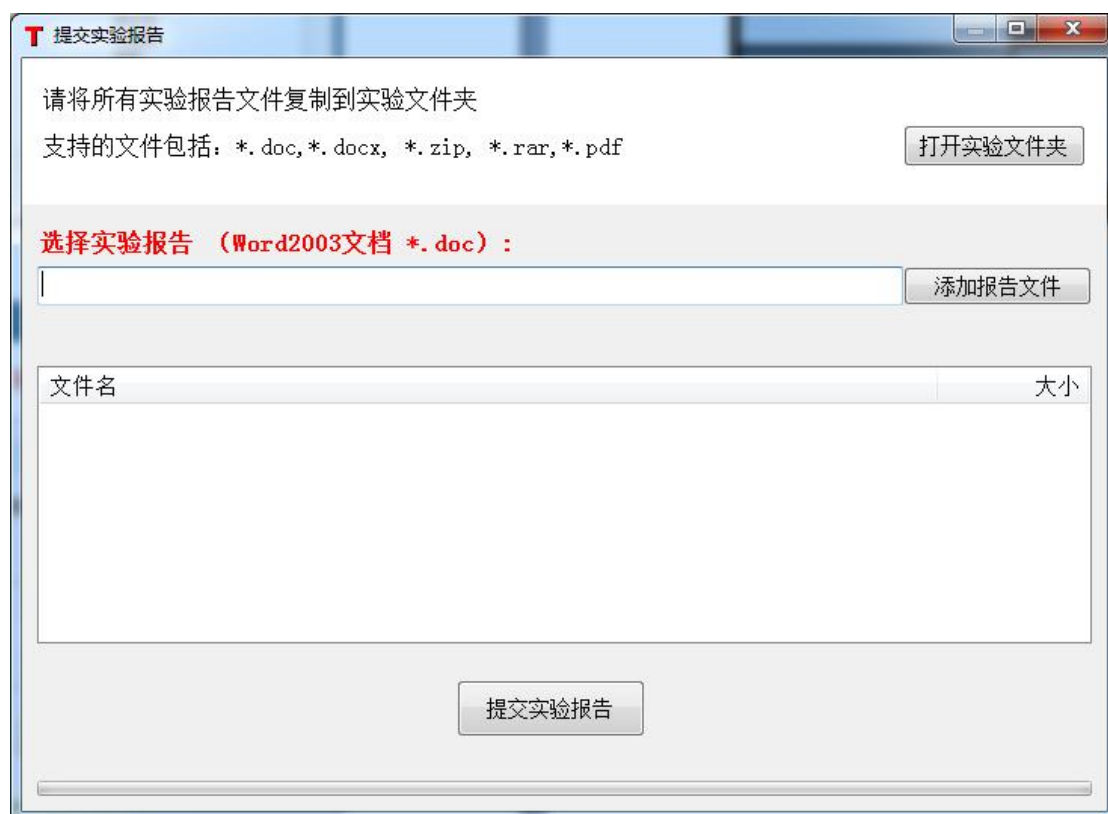 T 提交实验报告
请将所有实验报告文件复制到实验文件夹
支持的文件包括：*.doc,*.docx, *.zip, *.rar,*.pdf
打开实验文件夹
选择实验报告 （Word2003文档 *.doc）:
添加报告文件
文件名 大小
提交实验报告